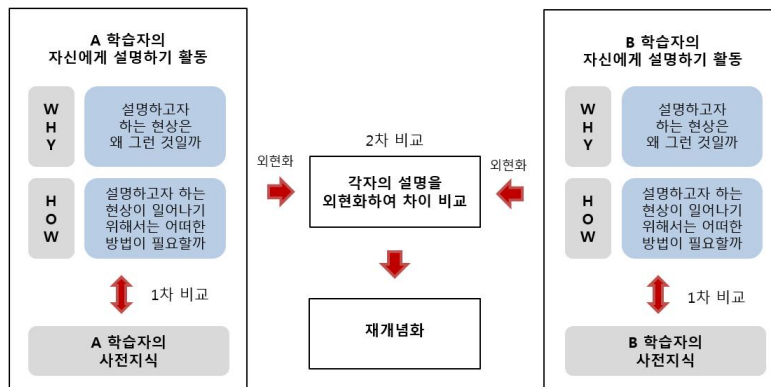 A 학습자의
자신에게 설명하기 활동
W
H
Y
설명하고자
하는 현상은
왜 그런 것일까
H
O
W
설명하고자 하는
현상이 일어나기
위해서는 어떠한
방법이 필요할까
1차 비교
A 학습자의
사전지식
외현화
2차 비교
각자의 설명을
외현화하여 차이 비교
외현화
재개념화
B 학습자의
자신에게 설명하기 활동
W
H
Y
설명하고자
하는 현상은
왜 그런 것일까
H
O
W
설명하고자 하는
현상이 일어나기
위해서는 어떠한
방법이 필요할까
1차 비교
B 학습자의
사전지식